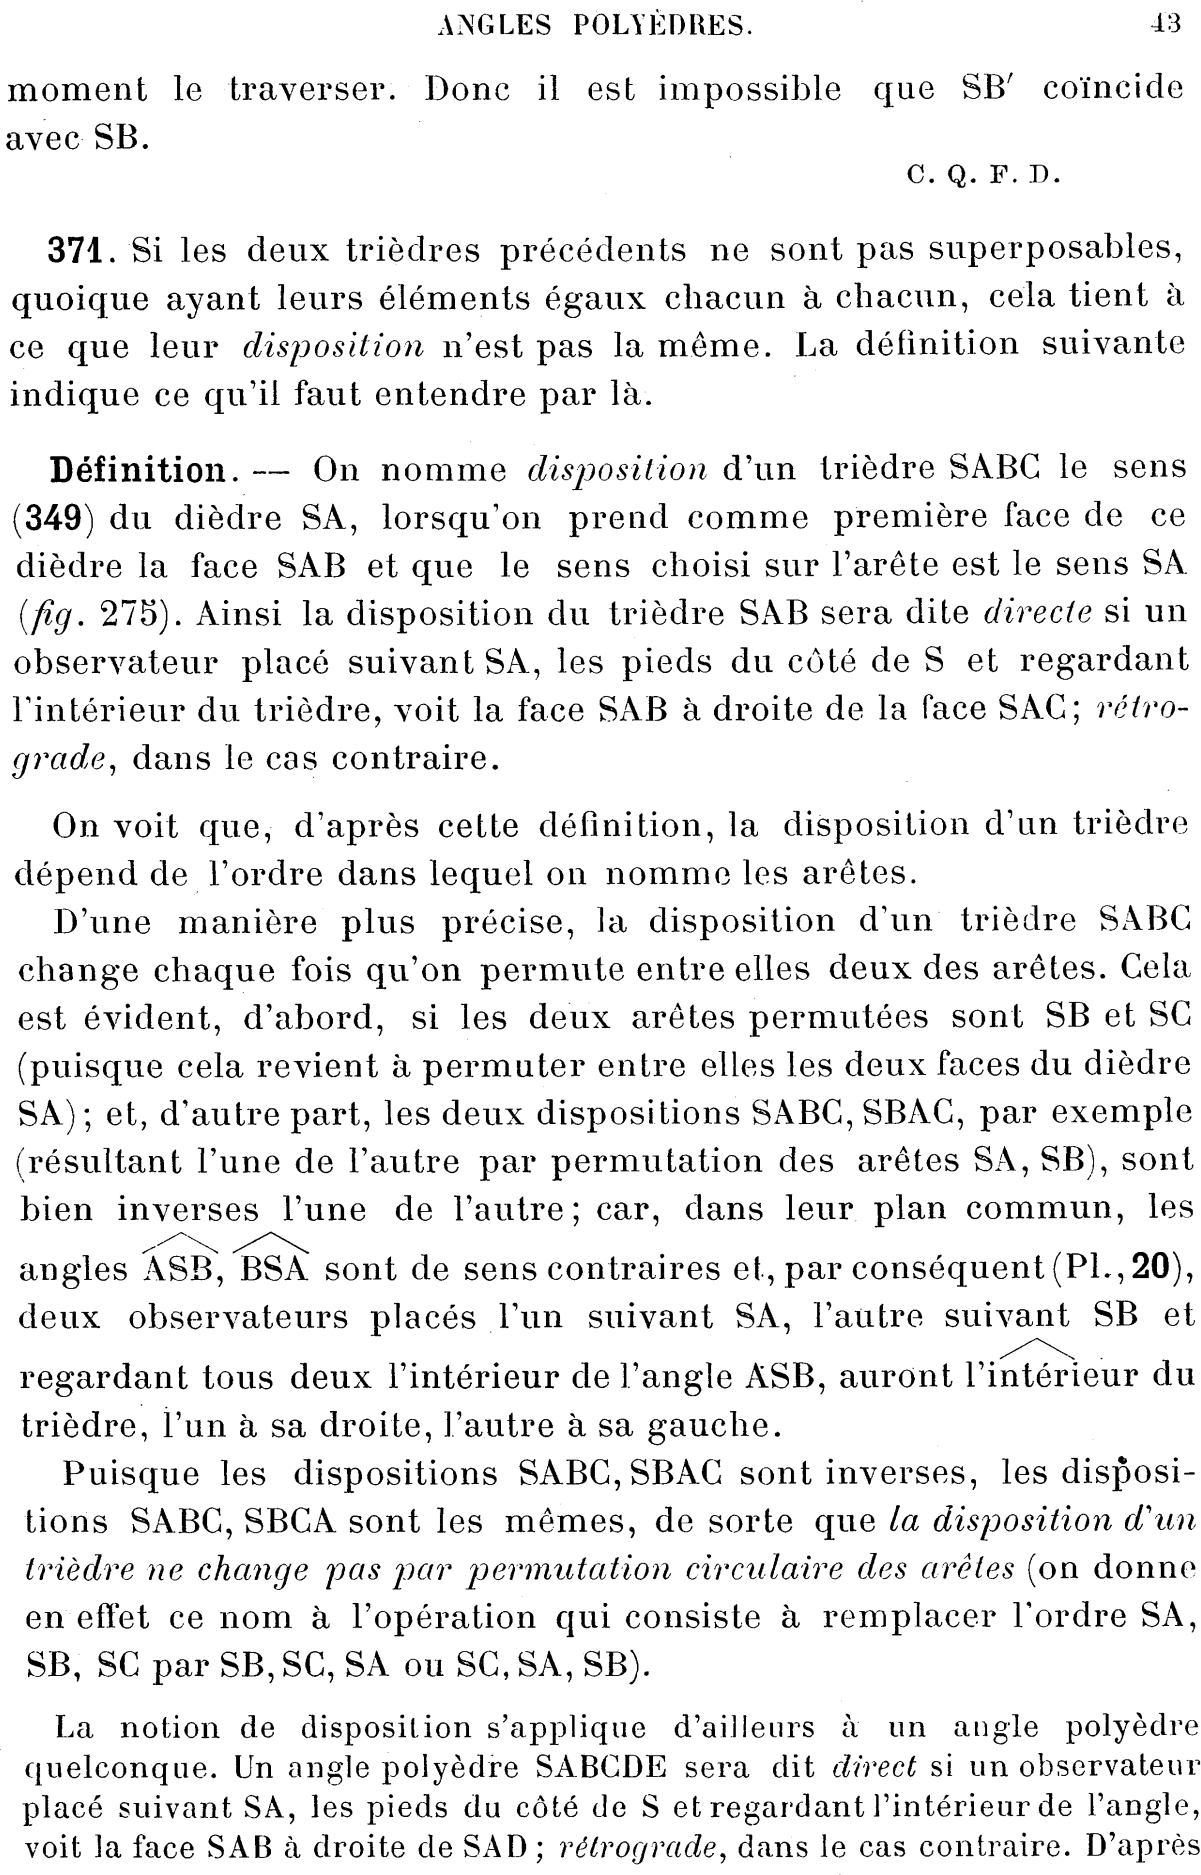 ANGLES POLYÈDRES. 43
moment le traverser. Donc il est impossible que SB′ coïncide
avec SB.
C. Q. F. D.
371. Si les deux trièdres précédents ne sont pas superposables,
quoique ayant leurs éléments égaux chacun à chacun, cela tient à
ce que leur disposition n'est pas la même. La définition suivante
indique ce qu'il faut entendre par là.
Définition. — On nomme disposition d'un trièdre SABC le sens
(349) du dièdre SA, lorsqu'on prend comme première face de ce
dièdre la face SAB et que le sens choisi sur l'arête est le sens SA
(fig. 275). Ainsi la disposition du trièdre SAB sera dite directe si un
observateur placé suivant SA, les pieds du côté de S et regardant
l'intérieur du trièdre, voit la face SAB à droite de la face SAC; rétro-
grade, dans le cas contraire.
On voit que, d'après cette définition, la disposition d'un trièdre
dépend de l'ordre dans lequel on nomme les arêtes.
D'une manière plus précise, la disposition d'un trièdre SABC
change chaque fois qu'on permute entre elles deux des arêtes. Cela
est évident, d'abord, si les deux arêtes permutées sont SB et SC
(puisque cela revient à permuter entre elles les deux faces du dièdre
SA); et, d'autre part, les deux dispositions SABC, SBAC, par exemple
(résultant l'une de l'autre par permutation des arêtes SA, SB), sont
bien inverses l'une de l'autre; car, dans leur plan commun, les
angles ASB, BSA sont de sens contraires et, par conséquent (Pl., 20),
deux observateurs placés l'un suivant SA, l'autre suivant SB et
regardant tous deux l'intérieur de l'angle ASB, auront l'intérieur du
trièdre, l'un à sa droite, l'autre à sa gauche.
Puisque les dispositions SABC, SBAC sont inverses, les disposi-
tions SABC, SBCA sont les mêmes, de sorte que la disposition d'un
trièdre ne change pas par permutation circulaire des arêtes (on donne
en effet ce nom à l'opération qui consiste à remplacer l'ordre SA,
SB, SC par SB, SC, SA ou SC, SA, SB).
La notion de disposition s'applique d'ailleurs à un angle polyèdre
quelconque. Un angle polyèdre SABCDE sera dit direct si un observateur
placé suivant SA, les pieds du côté de S et regardant l'intérieur de l'angle,
voit la face SAB à droite de SAD; rétrograde, dans le cas contraire. D'après